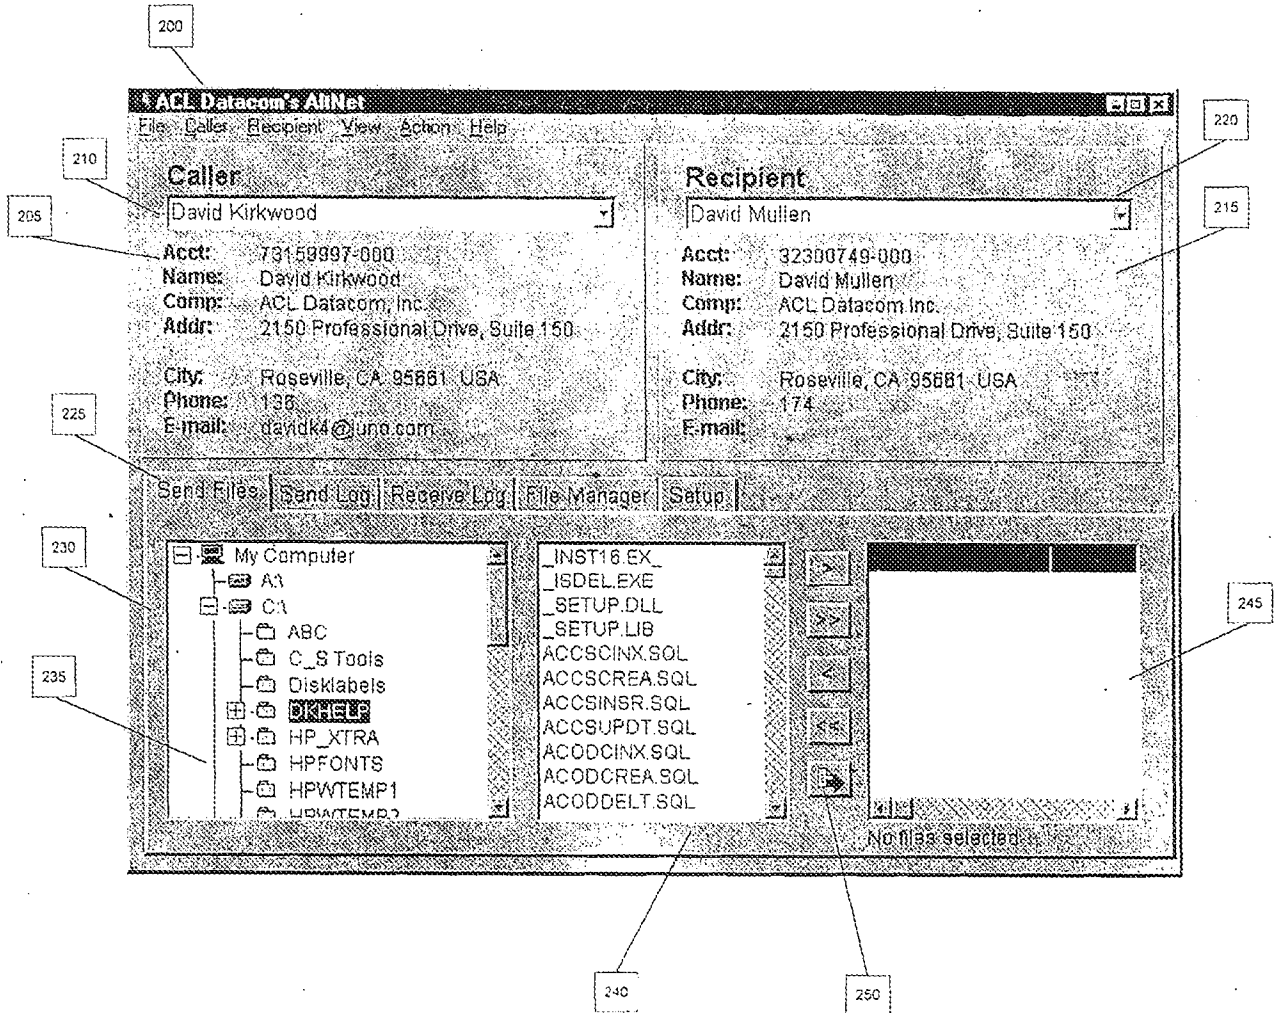 200
ACL Datacom's AltNet
File Caller Recipient View Action Help
220
210
Caller
Recipient
205
David Kirkwood
David Mullen
215
Acct: 73159997-000
Name: David Kirkwood
Comp: ACL Datacom, Inc.
Addr: 2150 Professional Drive, Suite 150
City: Roseville, CA 95661 USA
Phone: 136
E-mail: davidk4@juno.com
Acct: 32300749-000
Name: David Mullen
Comp: ACL Datacom Inc.
Addr: 2150 Professional Drive, Suite 150
City: Roseville, CA 95661 USA
Phone: 174
E-mail:
225
Send Files Send Log Receive Log File Manager Setup
230
My Computer
A:\
C:\
ABC
C_S Tools
Disklabels
DKHELP
HP_XTRA
HPFONTS
HPWTEMP1
HPWTEMP2
235
_INST16.EX_
_ISDEL.EXE
_SETUP.DLL
_SETUP.LIB
ACCSCINX.SQL
ACCSCREA.SQL
ACCSINSR.SQL
ACCSUPDT.SQL
ACODCINX.SQL
ACODCREA.SQL
ACODDELT.SQL
>
>>
<
<<
245
No files selected.
240
250